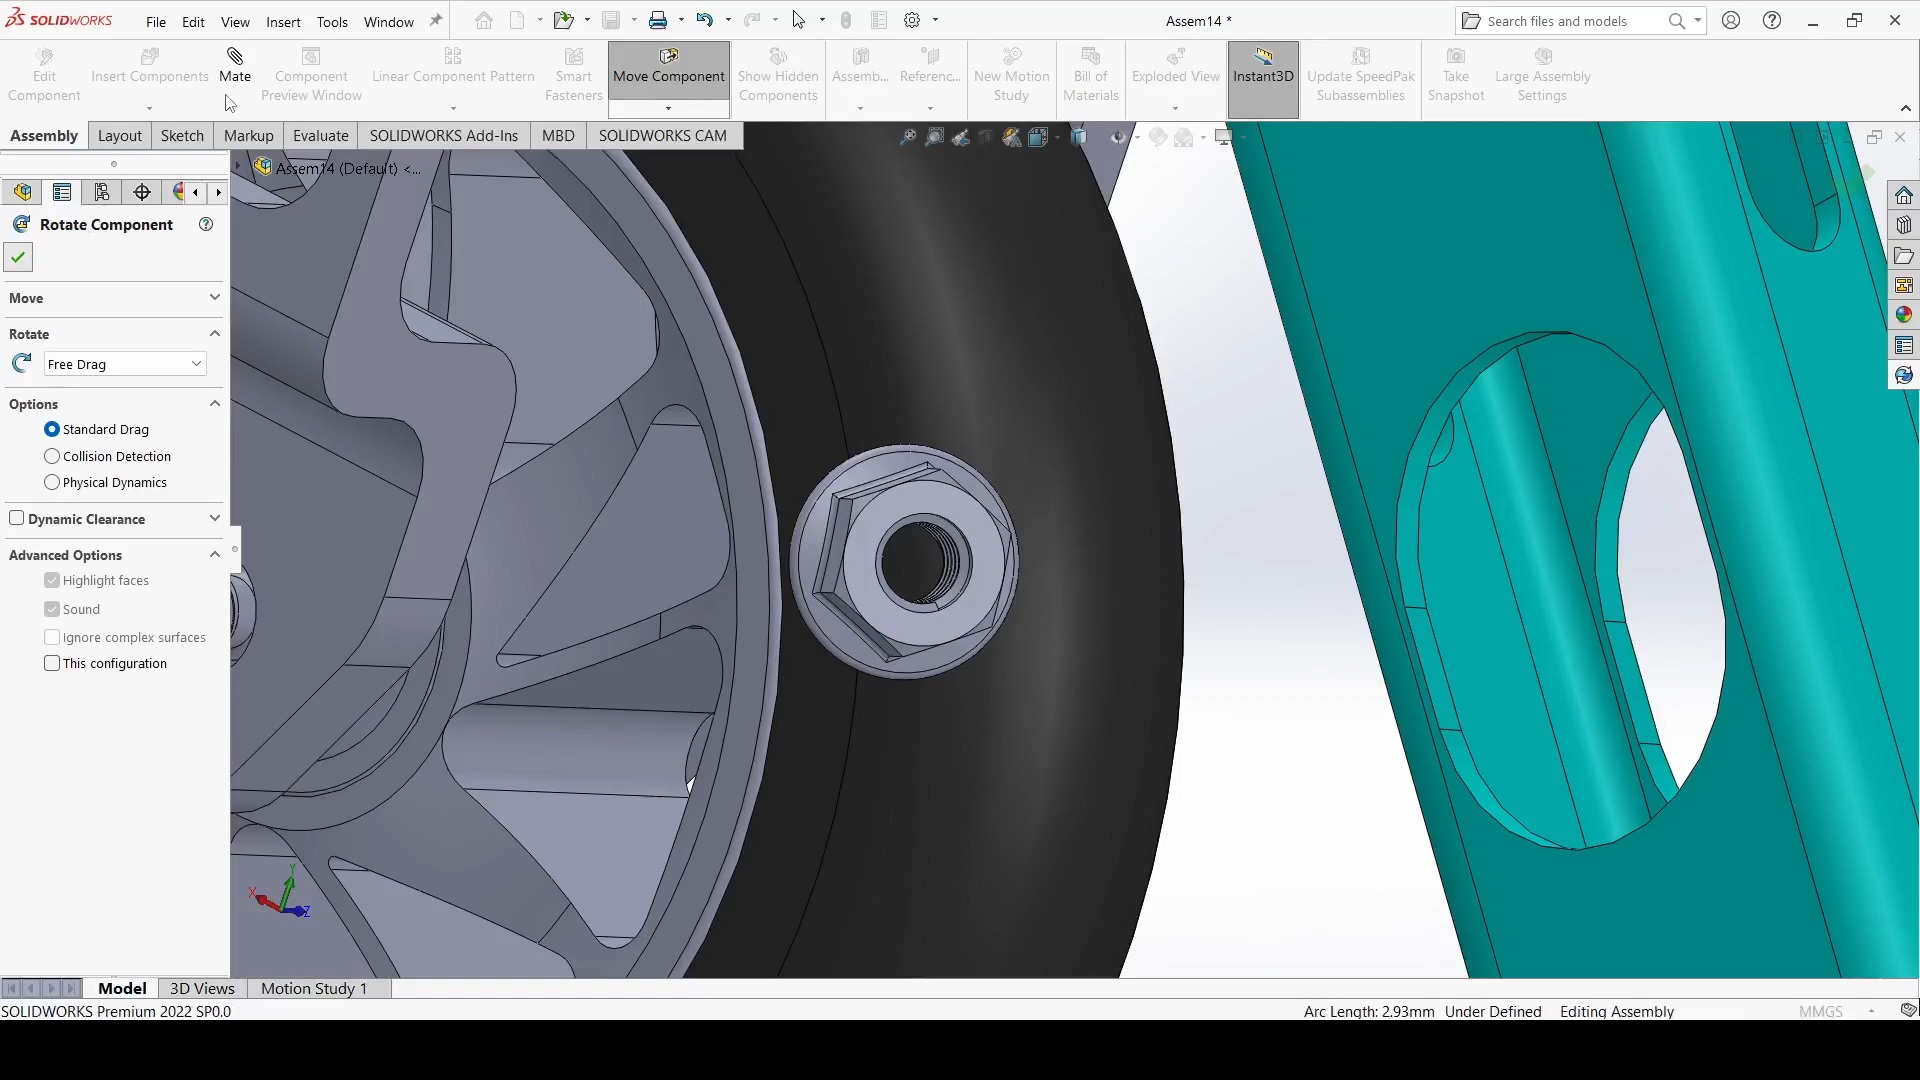 SOLIDWORKS File Edit View Insert Tools Window Assem14 * Search files and models
Edit Component Insert Components Mate Component Preview Window Linear Component Pattern Smart Fasteners Move Component Show Hidden Components Assemb... Referenc... New Motion Study Bill of Materials Exploded View Instant3D Update SpeedPak Subassemblies Take Snapshot Large Assembly Settings
Assembly Layout Sketch Markup Evaluate SOLIDWORKS Add-Ins MBD SOLIDWORKS CAM
Assem14 (Default) <...
Rotate Component
Move
Rotate
Free Drag
Options
Standard Drag
Collision Detection
Physical Dynamics
Dynamic Clearance
Advanced Options
Highlight faces
Sound
Ignore complex surfaces
This configuration
Y
X
Z
Model 3D Views Motion Study 1
SOLIDWORKS Premium 2022 SP0.0 Arc Length: 2.93mm Under Defined Editing Assembly MMGS